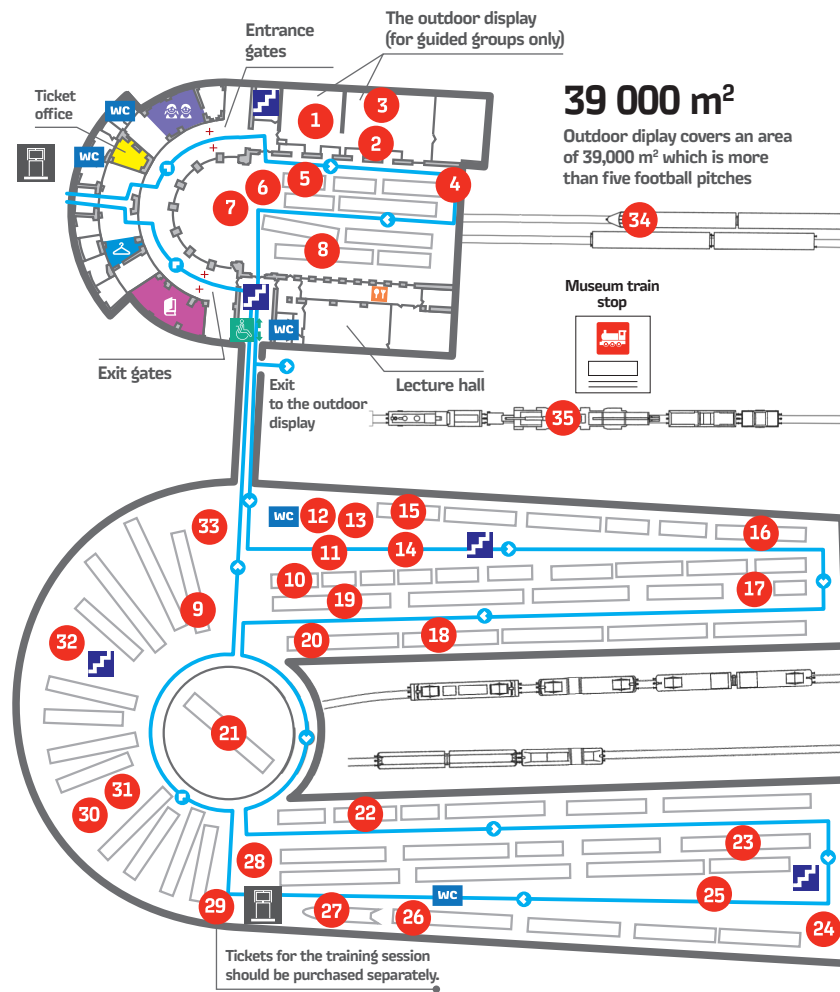 The outdoor display
(for guided groups only)
Entrance
gates
Ticket
office
WC
WC
1
3
2
5
6
4
7
8
39 000 m²
Outdoor diplay covers an area
of 39,000 m² which is more
than five football pitches
34
Museum train
stop
WC
Exit gates
Exit
to the outdoor
display
Lecture hall
35
WC
12
13
15
16
33
11
14
10
17
19
9
20
18
32
21
31
30
22
23
28
25
WC
29
27
26
24
Tickets for the training session
should be purchased separately.